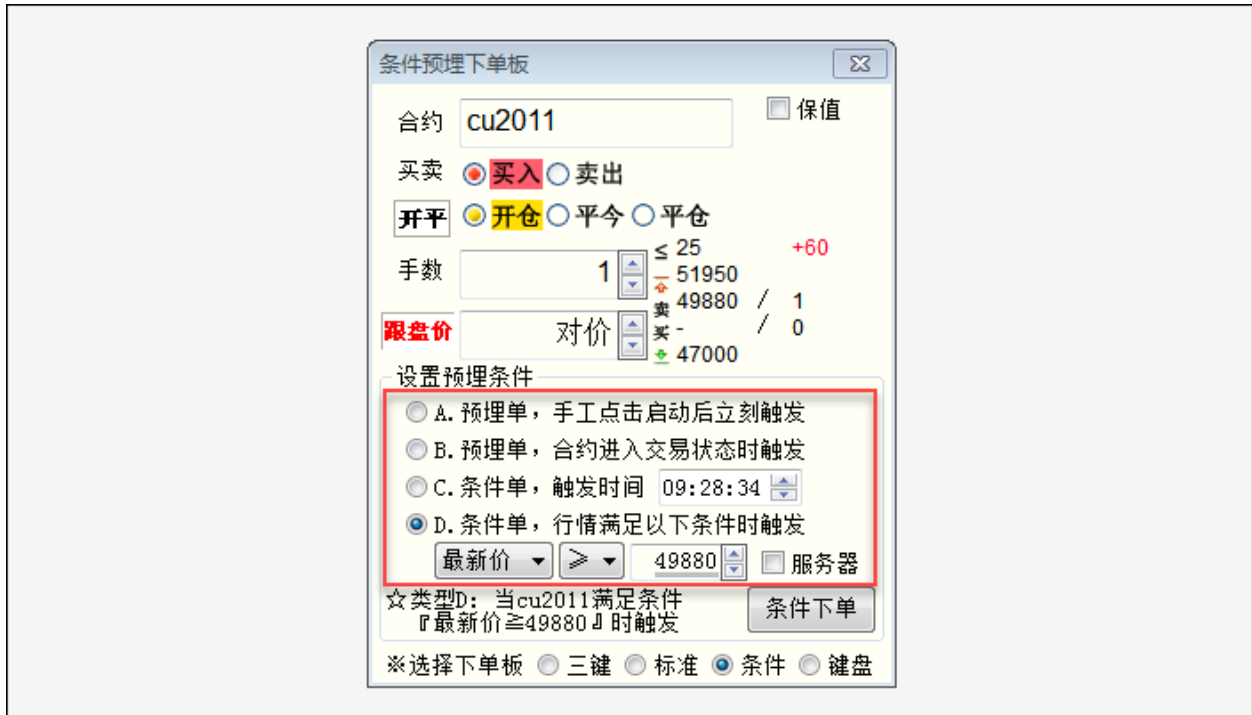 条件预埋下单板
合约 cu2011 保值
买卖 买入 卖出
开平 开仓 平今 平仓
≤ 25 +60
手数 1 51950
卖 49880 / 1
跟盘价 对价 买 - / 0
47000
设置预埋条件
A. 预埋单，手工点击启动后立刻触发
B. 预埋单，合约进入交易状态时触发
C. 条件单，触发时间 09:28:34
D. 条件单，行情满足以下条件时触发
最新价 ≥ 49880 服务器
☆类型D: 当cu2011满足条件
『最新价≧49880』时触发
条件下单
※选择下单板 三键 标准 条件 键盘